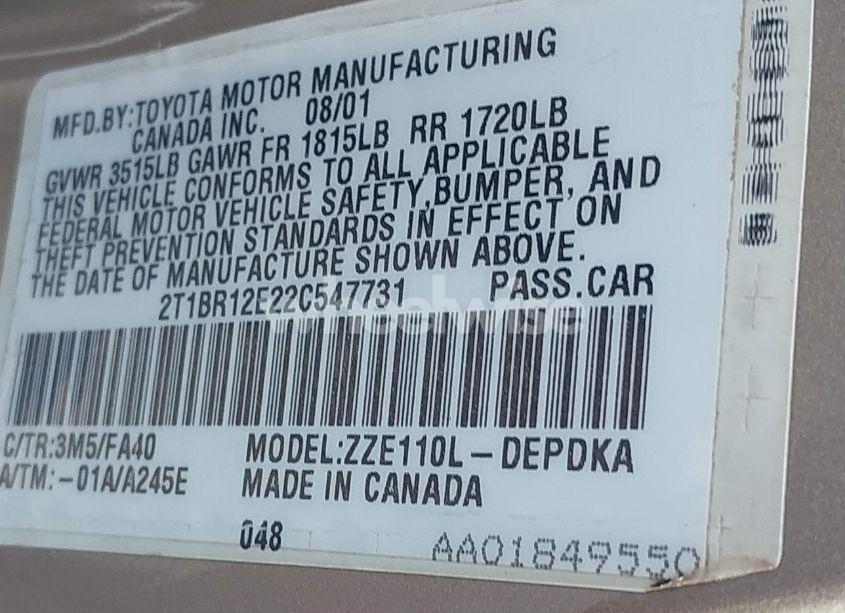 MFD.BY:TOYOTA MOTOR MANUFACTURING
CANADA INC. 08/01
GVWR 3515LB GAWR FR 1815LB RR 1720LB
THIS VEHICLE CONFORMS TO ALL APPLICABLE
FEDERAL MOTOR VEHICLE SAFETY,BUMPER, AND
THEFT PREVENTION STANDARDS IN EFFECT ON
THE DATE OF MANUFACTURE SHOWN ABOVE.
2T1BR12E22C547731 PASS.CAR
wheelwise
C/TR:3M5/FA40 MODEL:ZZE110L-DEPDKA
A/TM:-01A/A245E MADE IN CANADA
048
AA01849550